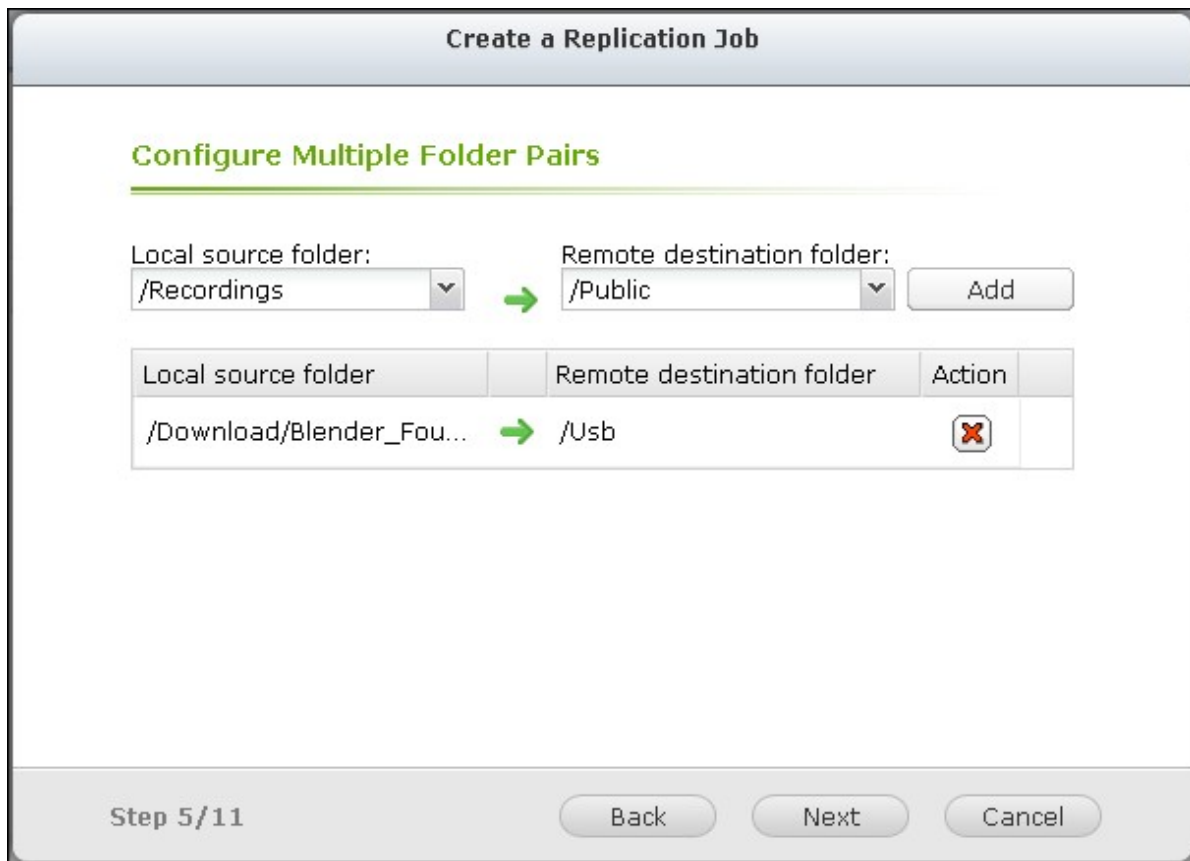 Create a Replication Job
Configure Multiple Folder Pairs
Local source folder: Remote destination folder:
/Recordings /Public Add
Local source folder Remote destination folder Action
/Download/Blender_Fou... /Usb
Step 5/11 Back Next Cancel